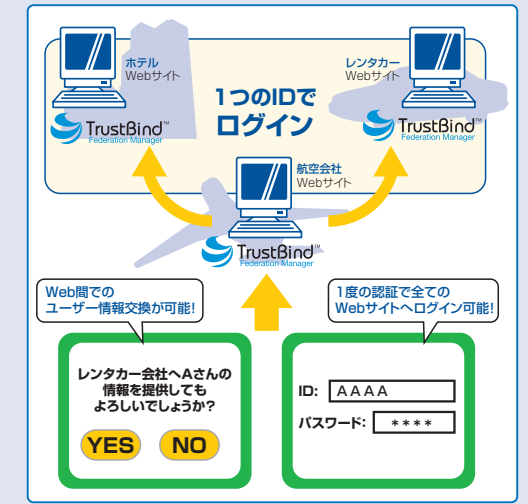 ホテル
Webサイト
レンタカー
Webサイト
1つのIDで
ログイン
TrustBind™
Federation Manager
TrustBind™
Federation Manager
航空会社
Webサイト
TrustBind™
Federation Manager
Web間での
ユーザー情報交換が可能!
1度の認証で全ての
Webサイトへログイン可能!
レンタカー会社へAさんの
情報を提供しても
よろしいでしょうか?
YES NO
ID: AAAA
パスワード: ****